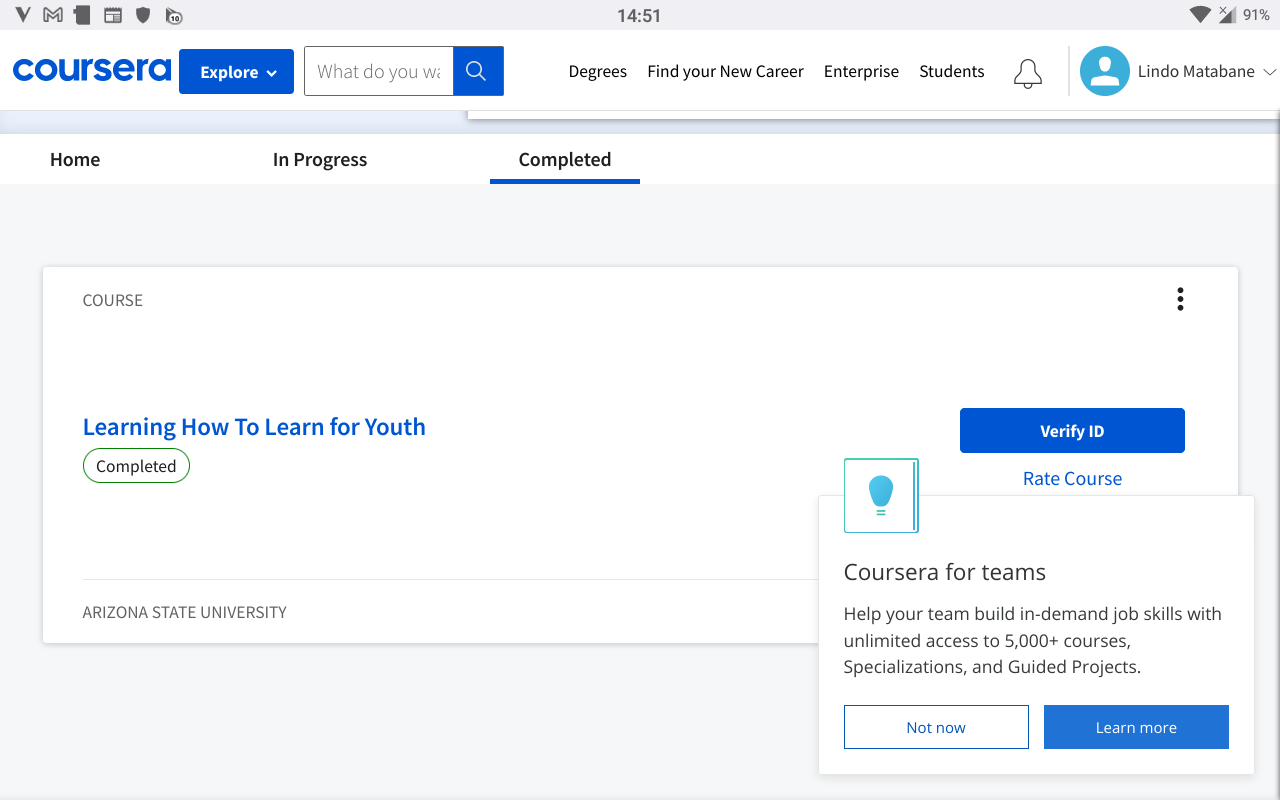 10 14:51 91%
coursera Explore What do you wa Degrees Find your New Career Enterprise Students Lindo Matabane
Home In Progress Completed
COURSE
Learning How To Learn for Youth
Completed
Verify ID
Rate Course
ARIZONA STATE UNIVERSITY
Coursera for teams
Help your team build in-demand job skills with
unlimited access to 5,000+ courses,
Specializations, and Guided Projects.
Not now Learn more